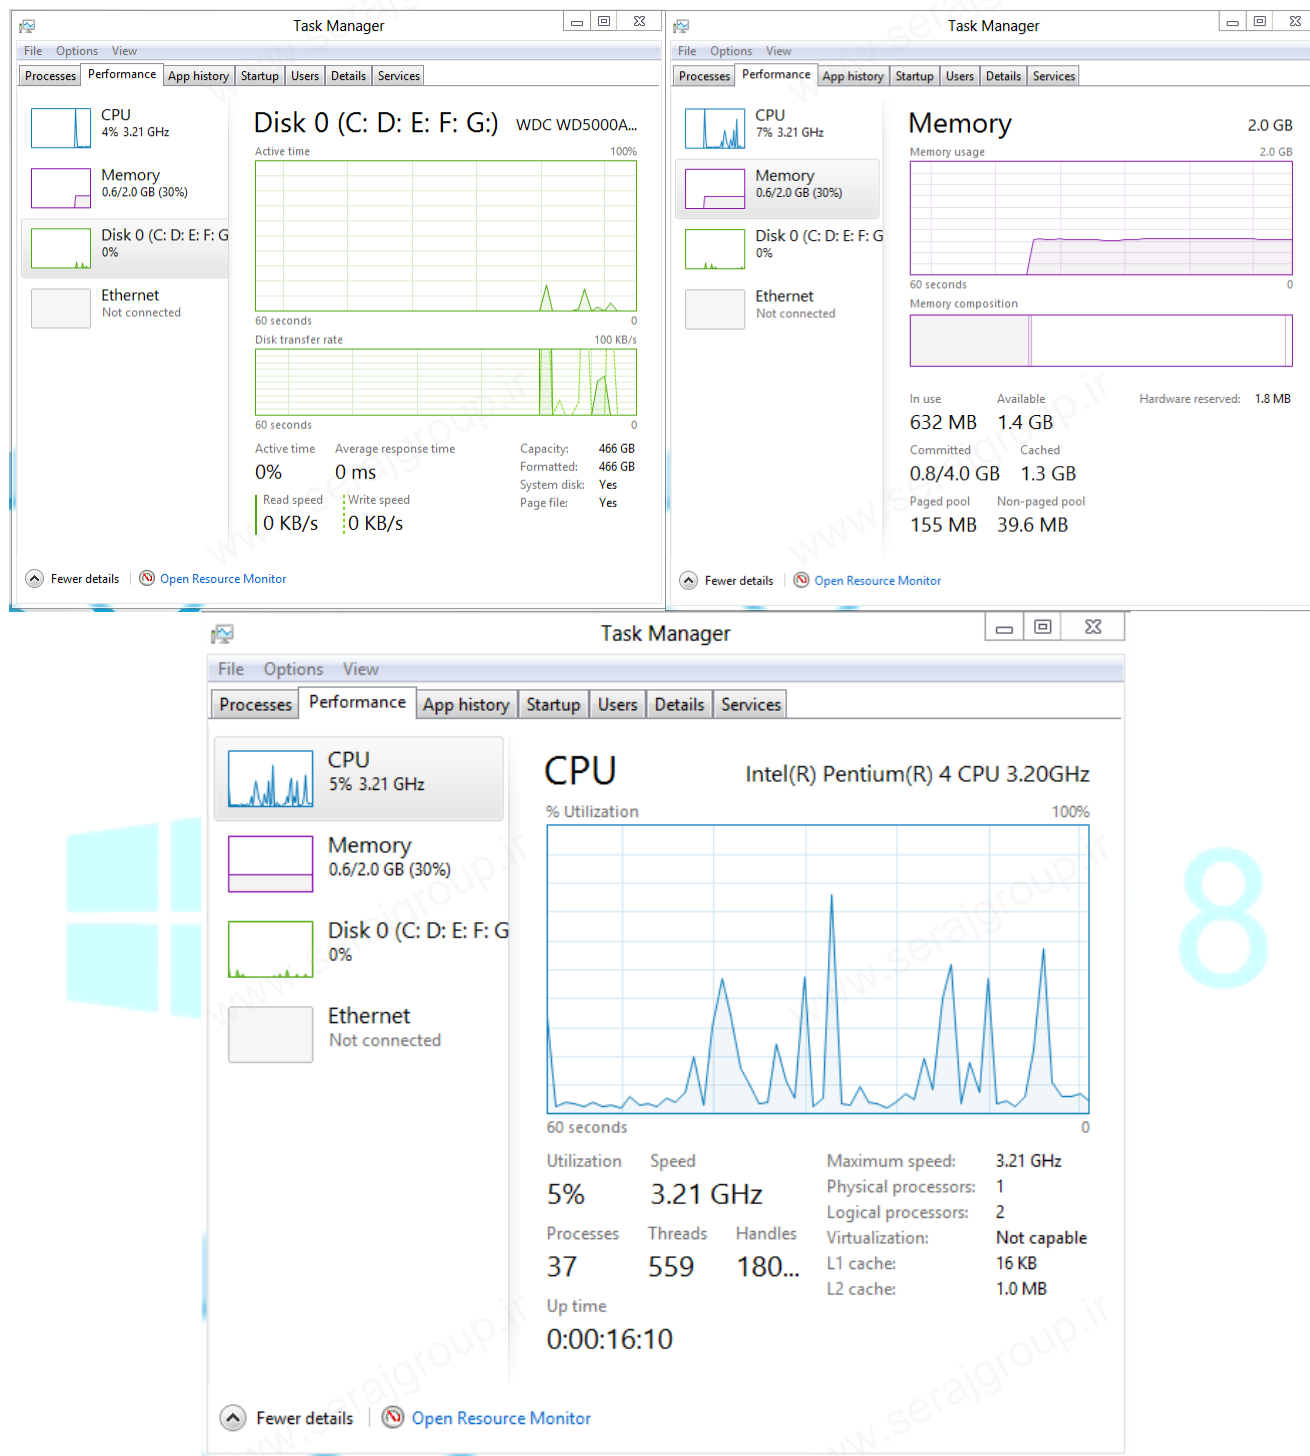 Task Manager
File Options View
Processes Performance App history Startup Users Details Services
CPU
4% 3.21 GHz
Memory
0.6/2.0 GB (30%)
Disk 0 (C: D: E: F: G
0%
Ethernet
Not connected
Disk 0 (C: D: E: F: G:) WDC WD5000A...
Active time 100%
60 seconds 0
Disk transfer rate 100 KB/s
60 seconds 0
Active time Average response time
0% 0 ms
Read speed Write speed
0 KB/s 0 KB/s
Capacity: 466 GB
Formatted: 466 GB
System disk: Yes
Page file: Yes
Fewer details Open Resource Monitor
Task Manager
File Options View
Processes Performance App history Startup Users Details Services
CPU
7% 3.21 GHz
Memory
0.6/2.0 GB (30%)
Disk 0 (C: D: E: F: G
0%
Ethernet
Not connected
Memory 2.0 GB
Memory usage 2.0 GB
60 seconds 0
Memory composition
In use Available Hardware reserved: 1.8 MB
632 MB 1.4 GB
Committed Cached
0.8/4.0 GB 1.3 GB
Paged pool Non-paged pool
155 MB 39.6 MB
Fewer details Open Resource Monitor
Task Manager
File Options View
Processes Performance App history Startup Users Details Services
CPU
5% 3.21 GHz
Memory
0.6/2.0 GB (30%)
Disk 0 (C: D: E: F: G
0%
Ethernet
Not connected
CPU Intel(R) Pentium(R) 4 CPU 3.20GHz
% Utilization 100%
60 seconds 0
Utilization Speed
5% 3.21 GHz
Processes Threads Handles
37 559 180...
Up time
0:00:16:10
Maximum speed: 3.21 GHz
Physical processors: 1
Logical processors: 2
Virtualization: Not capable
L1 cache: 16 KB
L2 cache: 1.0 MB
Fewer details Open Resource Monitor
8
www.serajgroup.ir